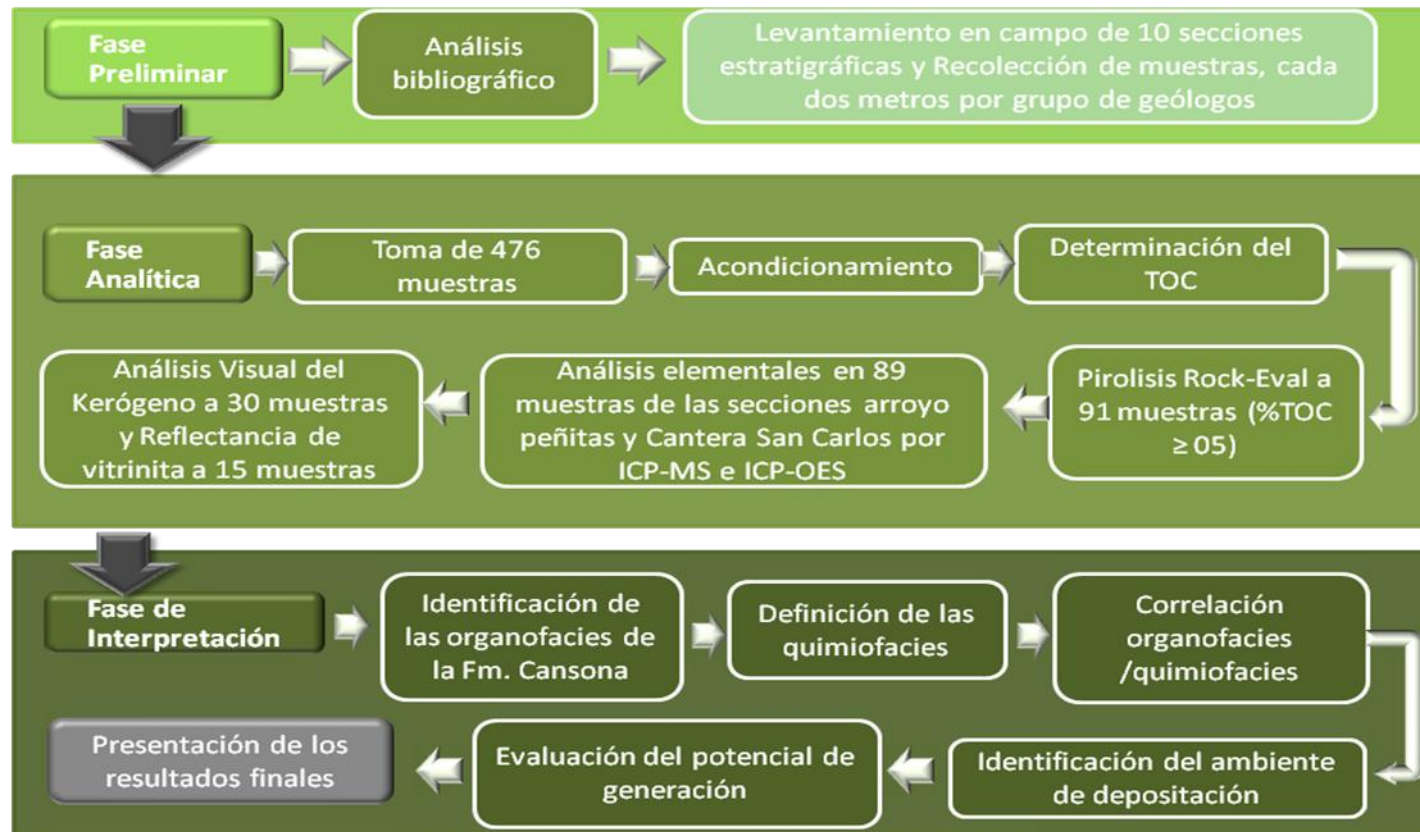 Fase
Preliminar
Análisis
bibliográfico
Levantamiento en campo de 10 secciones
estratigráficas y Recolección de muestras, cada
dos metros por grupo de geólogos
Fase
Analítica
Toma de 476
muestras
Acondicionamiento
Determinación del
TOC
Pirolisis Rock-Eval a
91 muestras (%TOC
≥ 05)
Análisis elementales en 89
muestras de las secciones arroyo
peñitas y Cantera San Carlos por
ICP-MS e ICP-OES
Análisis Visual del
Kerógeno a 30 muestras
y Reflectancia de
vitrinita a 15 muestras
Fase de
Interpretación
Identificación de
las organofacies de
la Fm. Cansona
Definición de las
quimiofacies
Correlación
organofacies
/quimiofacies
Identificación del ambiente
de depositación
Evaluación del potencial de
generación
Presentación de los
resultados finales